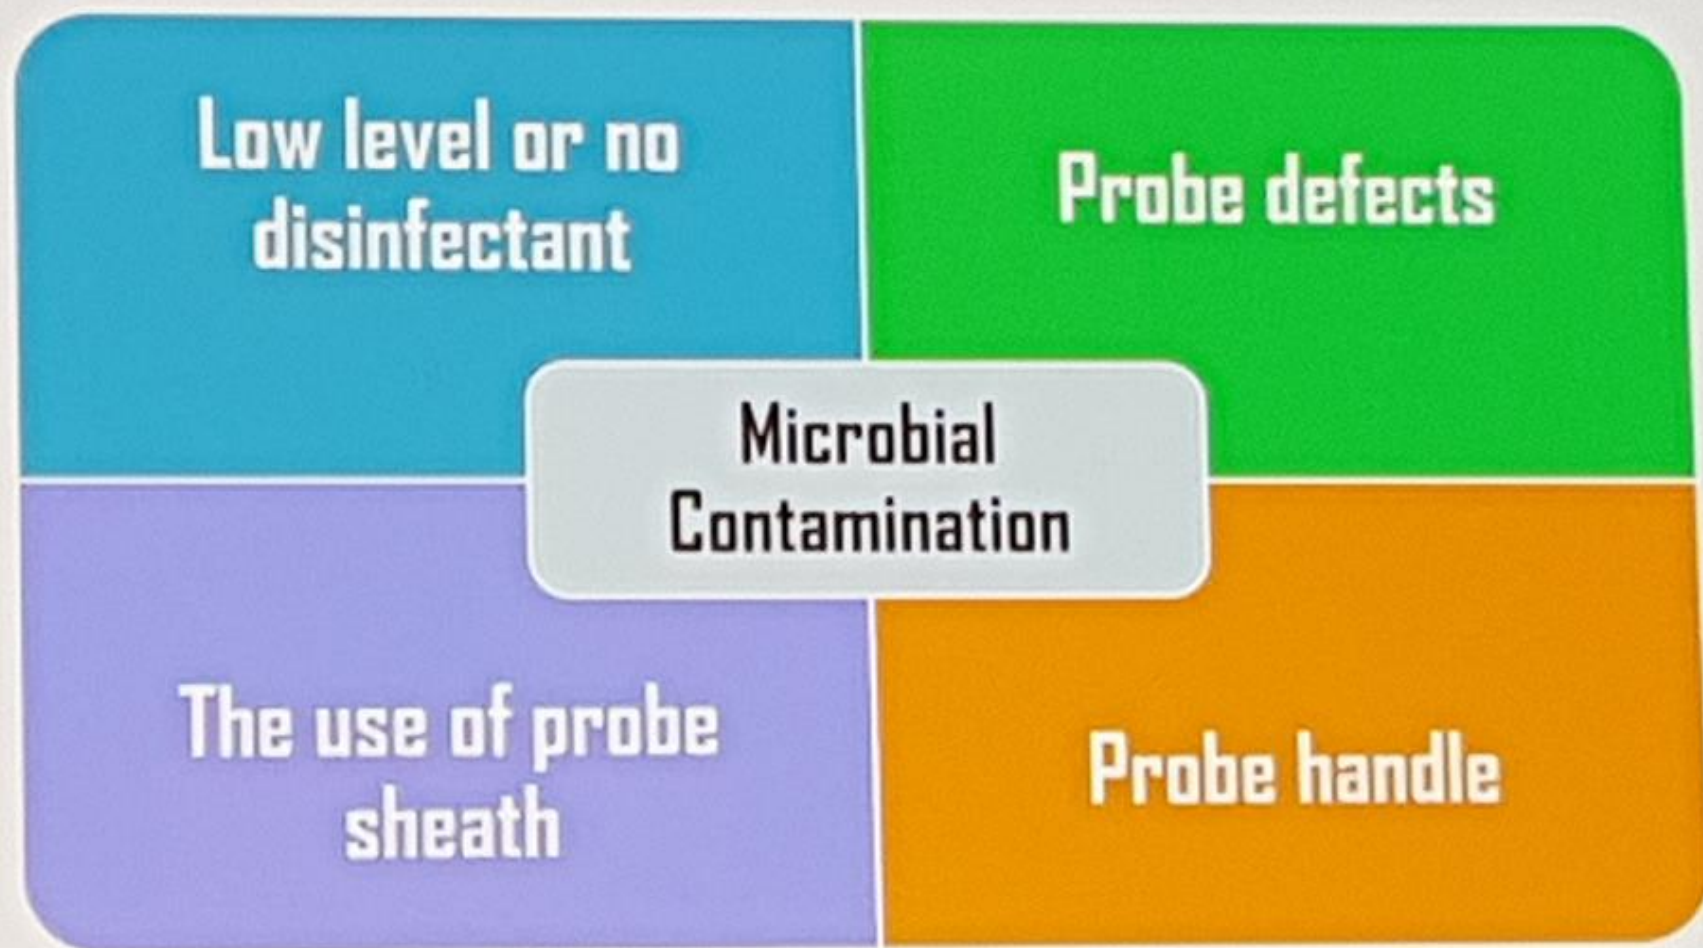 Low level or no
disinfectant
Probe defects
Microbial
Contamination
The use of probe
sheath
Probe handle